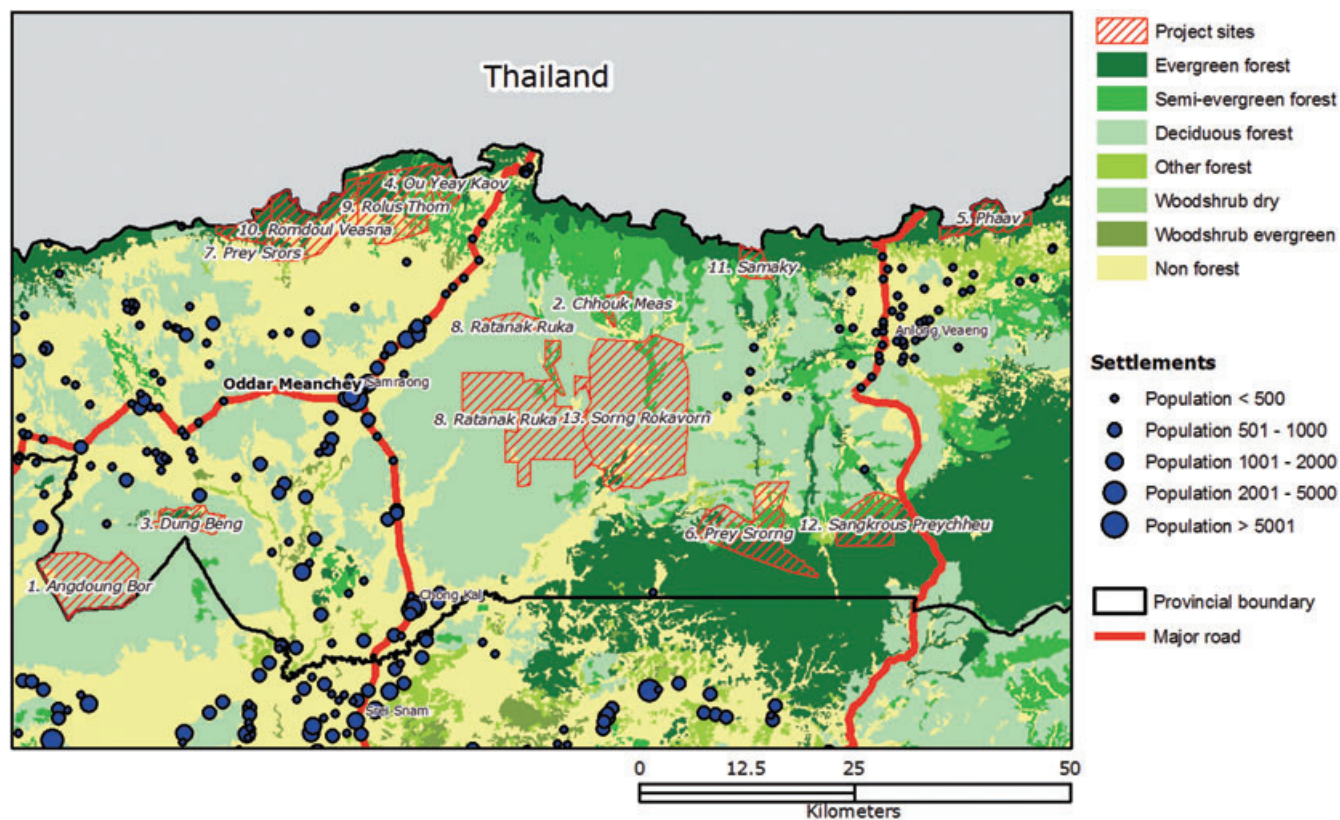 Thailand
4. Ou Yeay Kaov
9. Rolus Thom
10. Romdoul Veasna
7. Prey Srors
5. Phaav
11. Samaky
2. Chhouk Meas
8. Ratanak Ruka
Anlong Veaeng
Oddar Meanchey
Samraong
8. Ratanak Ruka
13. Sorng Rokavorn
3. Dung Beng
6. Prey Srorng
12. Sangkrous Preychheu
1. Angdoung Bor
Chong Kal
Srei Snam
Project sites
Evergreen forest
Semi-evergreen forest
Deciduous forest
Other forest
Woodshrub dry
Woodshrub evergreen
Non forest
Settlements
Population < 500
Population 501 - 1000
Population 1001 - 2000
Population 2001 - 5000
Population > 5001
Provincial boundary
Major road
0 12.5 25 50
Kilometers